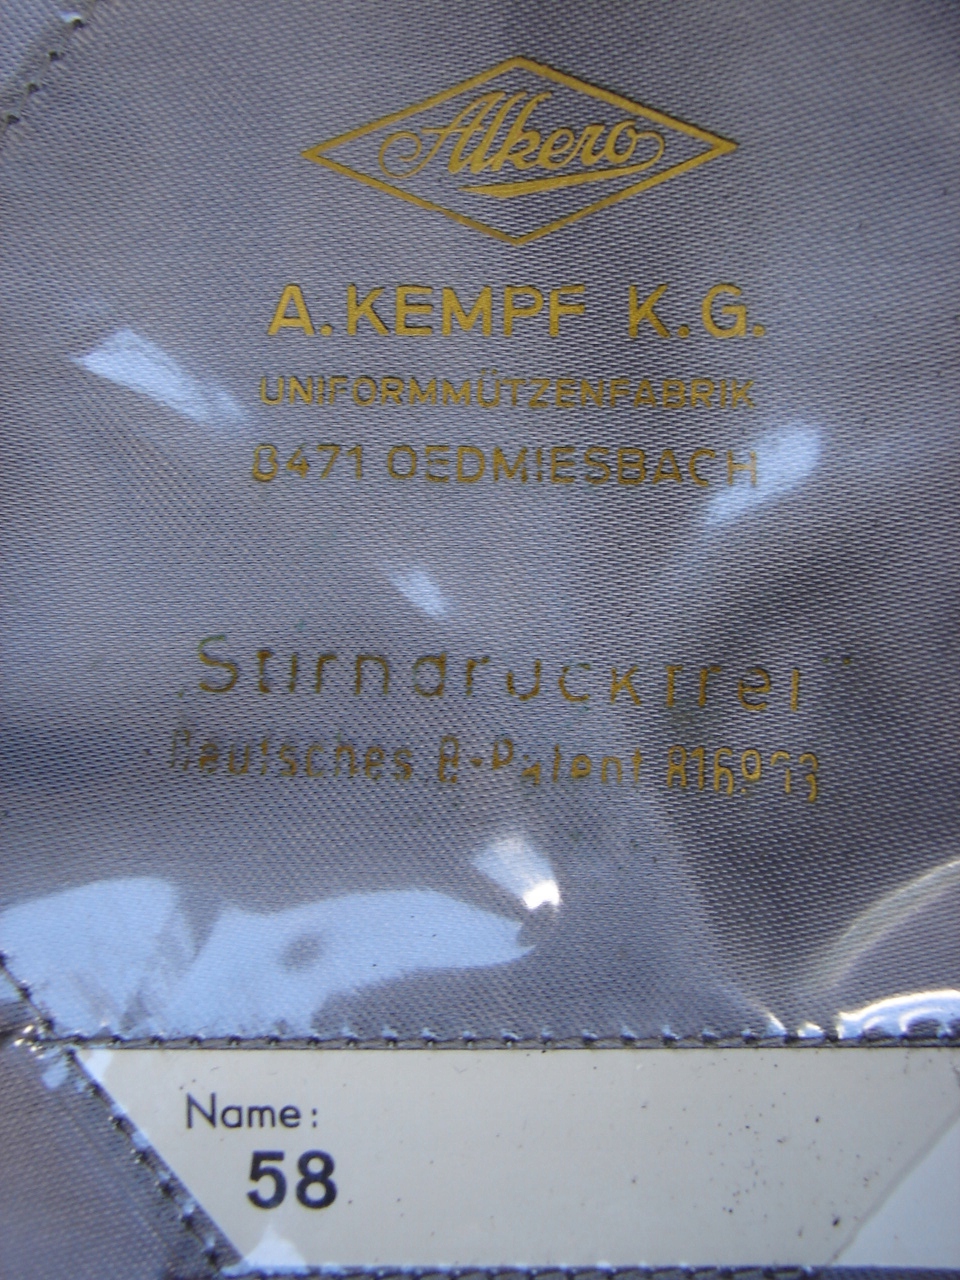 Alkero
A. KEMPF K.G.
UNIFORMMÜTZENFABRIK
8471 OEDMIESBACH
„Stirndruckfrei"
Deutsches B.-Patent
Name:
58